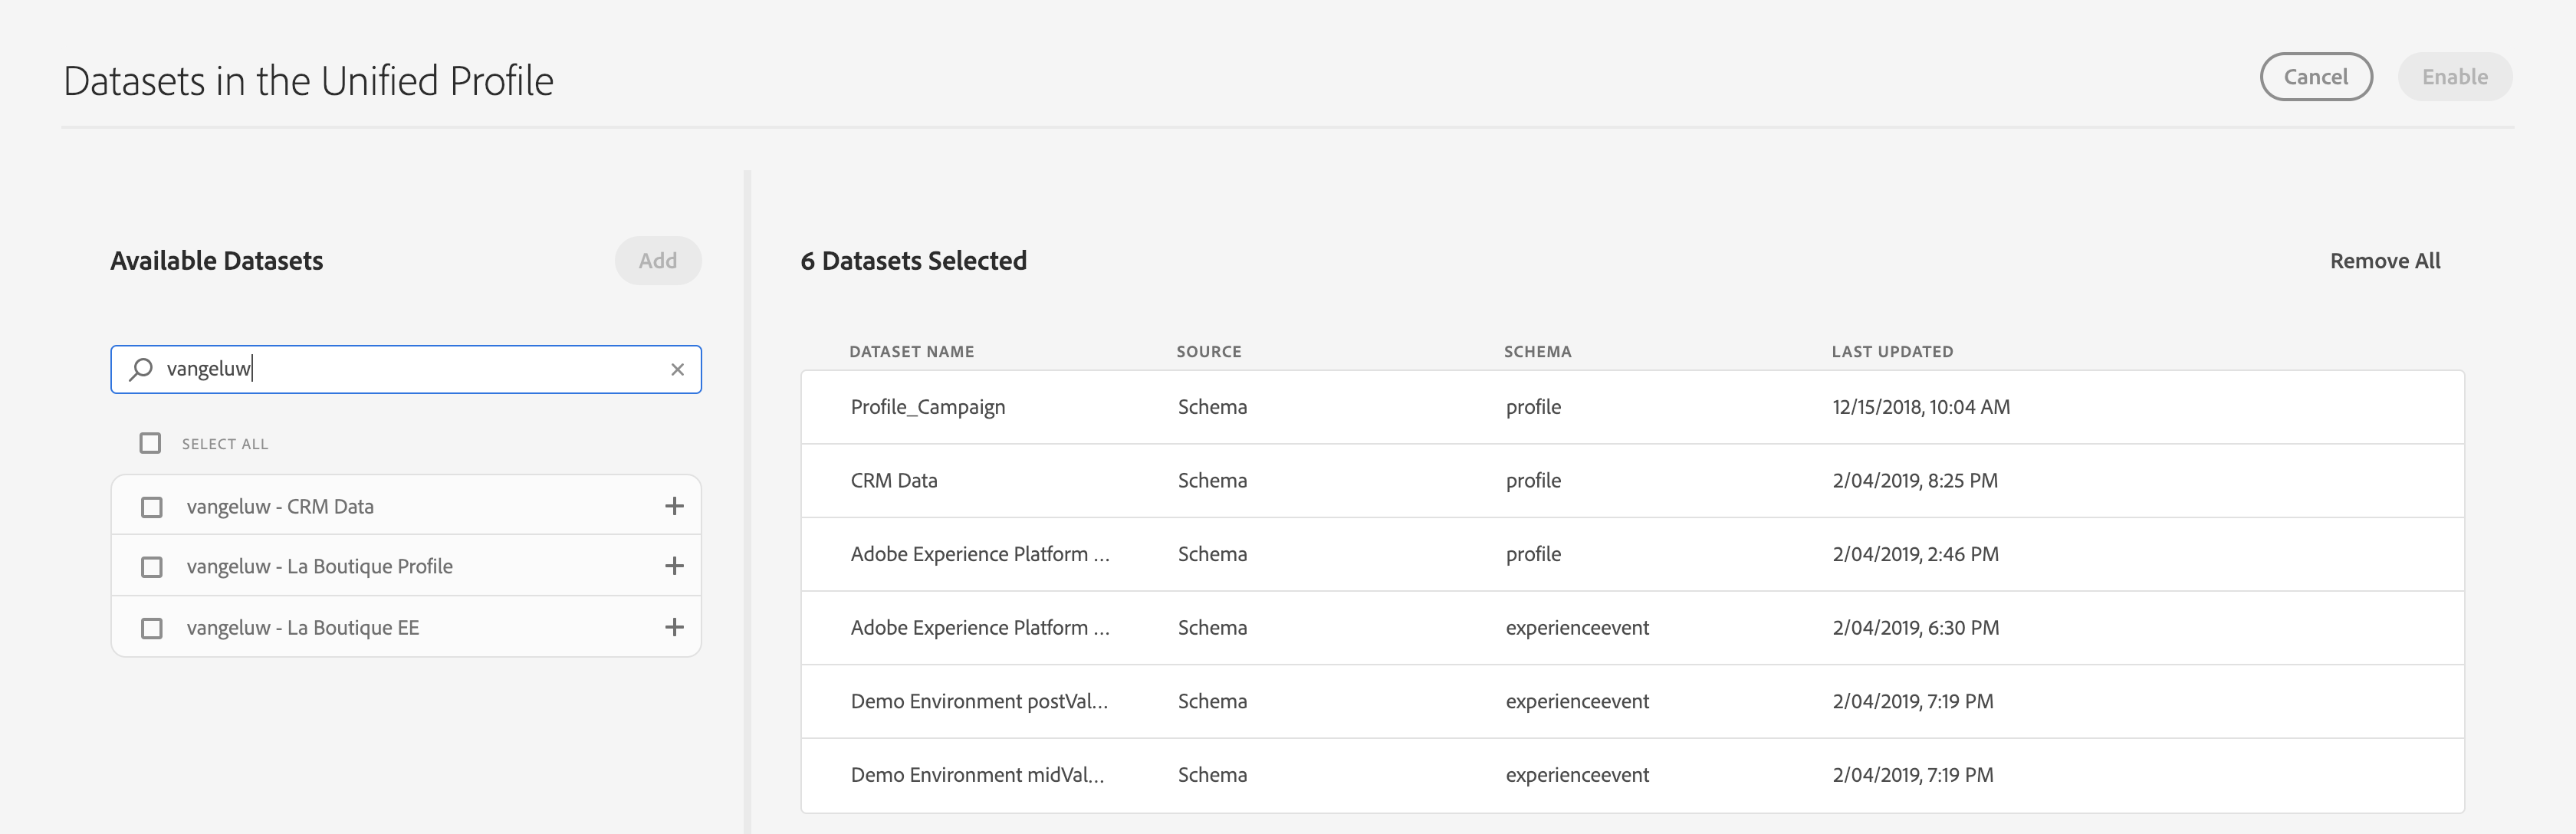 Datasets in the Unified Profile
Cancel
Enable
Available Datasets
Add
vangeluw
SELECT ALL
vangeluw - CRM Data
vangeluw - La Boutique Profile
vangeluw - La Boutique EE
6 Datasets Selected
Remove All
DATASET NAME SOURCE SCHEMA LAST UPDATED
Profile_Campaign Schema profile 12/15/2018, 10:04 AM
CRM Data Schema profile 2/04/2019, 8:25 PM
Adobe Experience Platform ... Schema profile 2/04/2019, 2:46 PM
Adobe Experience Platform ... Schema experienceevent 2/04/2019, 6:30 PM
Demo Environment postVal... Schema experienceevent 2/04/2019, 7:19 PM
Demo Environment midVal... Schema experienceevent 2/04/2019, 7:19 PM